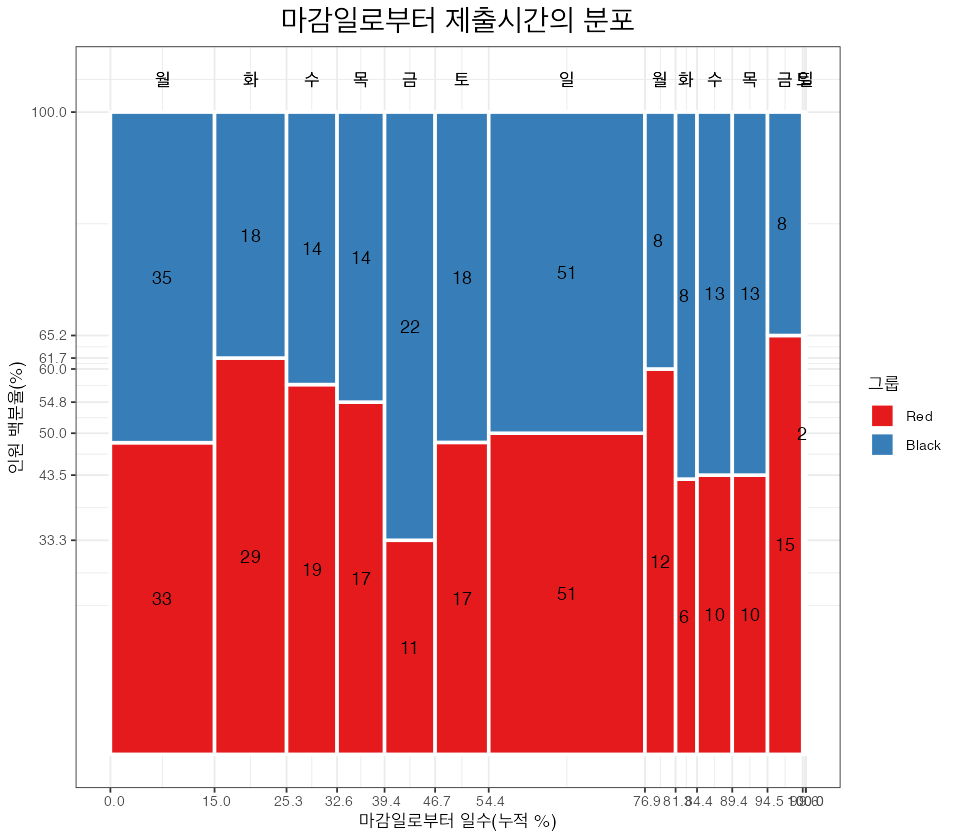 마감일로부터 제출시간의 분포
월 화 수 목 금 토 일 월 화 수 목 금 토 일
100.0
65.2
61.7
60.0
54.8
50.0
43.5
33.3
인원 백분율(%)
35 18 14 14 22 18 51 8 8 13 13 8
2
33 29 19 17 11 17 51 12 6 10 10 15
0.0 15.0 25.3 32.6 39.4 46.7 54.4 76.9 81.3 84.4 89.4 94.5
마감일로부터 일수(누적 %)
그룹
Red
Black